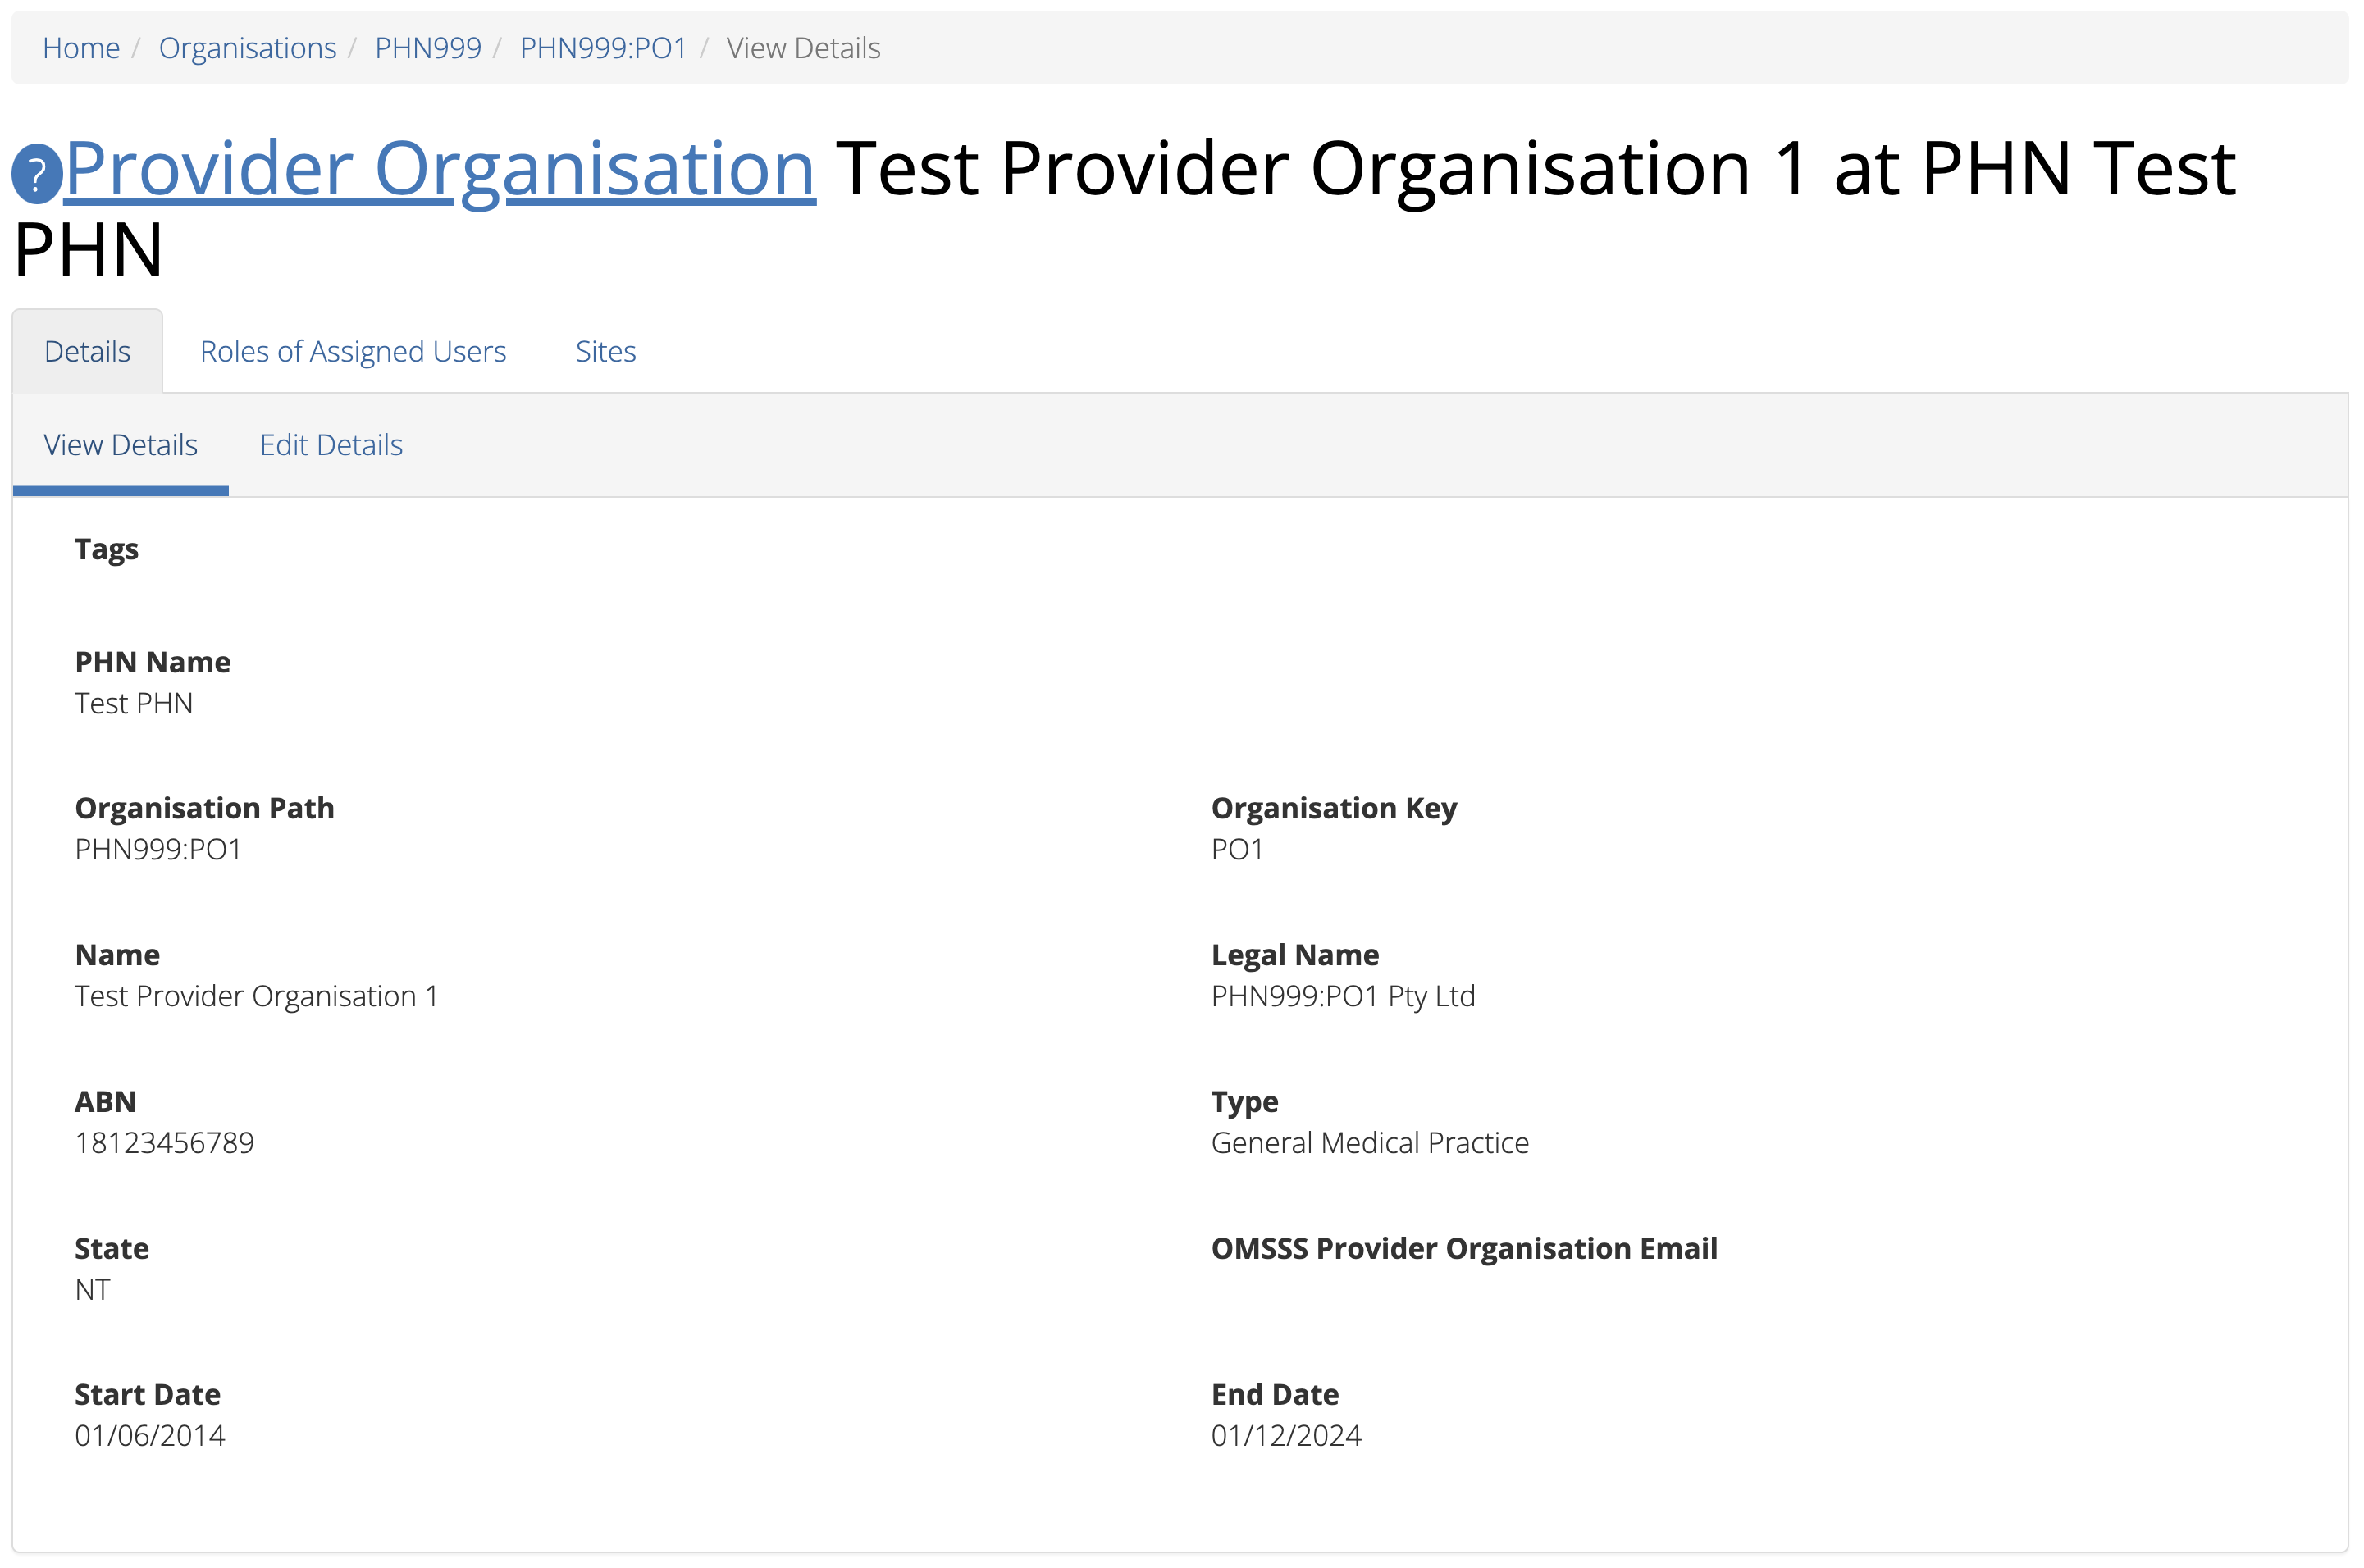 Home / Organisations / PHN999 / PHN999:PO1 / View Details
? Provider Organisation Test Provider Organisation 1 at PHN Test
PHN
Details Roles of Assigned Users Sites
View Details Edit Details
Tags
PHN Name
Test PHN
Organisation Path Organisation Key
PHN999:PO1 PO1
Name Legal Name
Test Provider Organisation 1 PHN999:PO1 Pty Ltd
ABN Type
18123456789 General Medical Practice
State OMSSS Provider Organisation Email
NT
Start Date End Date
01/06/2014 01/12/2024